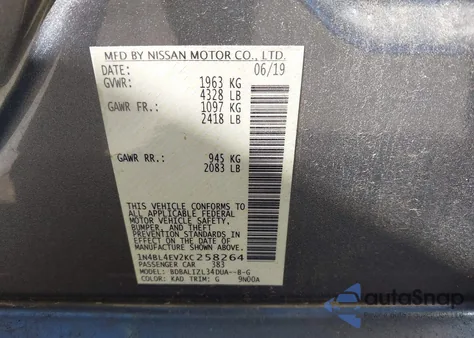 MFD BY NISSAN MOTOR CO., LTD.
DATE: 06/19
GVWR: 1963 KG
4328 LB
GAWR FR.: 1097 KG
2418 LB
GAWR RR.: 945 KG
2083 LB
THIS VEHICLE CONFORMS TO
ALL APPLICABLE FEDERAL
MOTOR VEHICLE SAFETY,
BUMPER, AND THEFT
PREVENTION STANDARDS
IN EFFECT ON THE DATE OF
MANUFACTURE SHOWN ABOVE.
1N4BL4EV2KC258264
PASSENGER CAR 383
MODEL: BDBALIZL34DUA--B-G
COLOR: KAD TRIM: G 9N00A
autoSnap